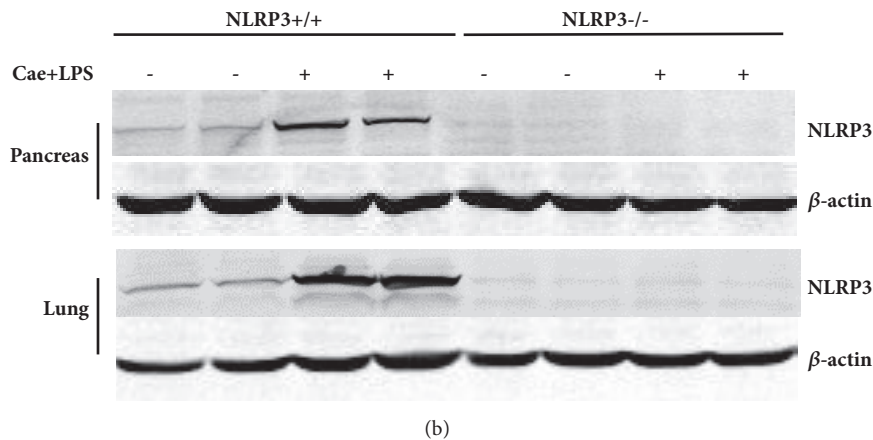 NLRP3+/+ NLRP3-/-
Cae+LPS - - + + - - + +
NLRP3
Pancreas
β-actin
NLRP3
Lung
β-actin
(b)